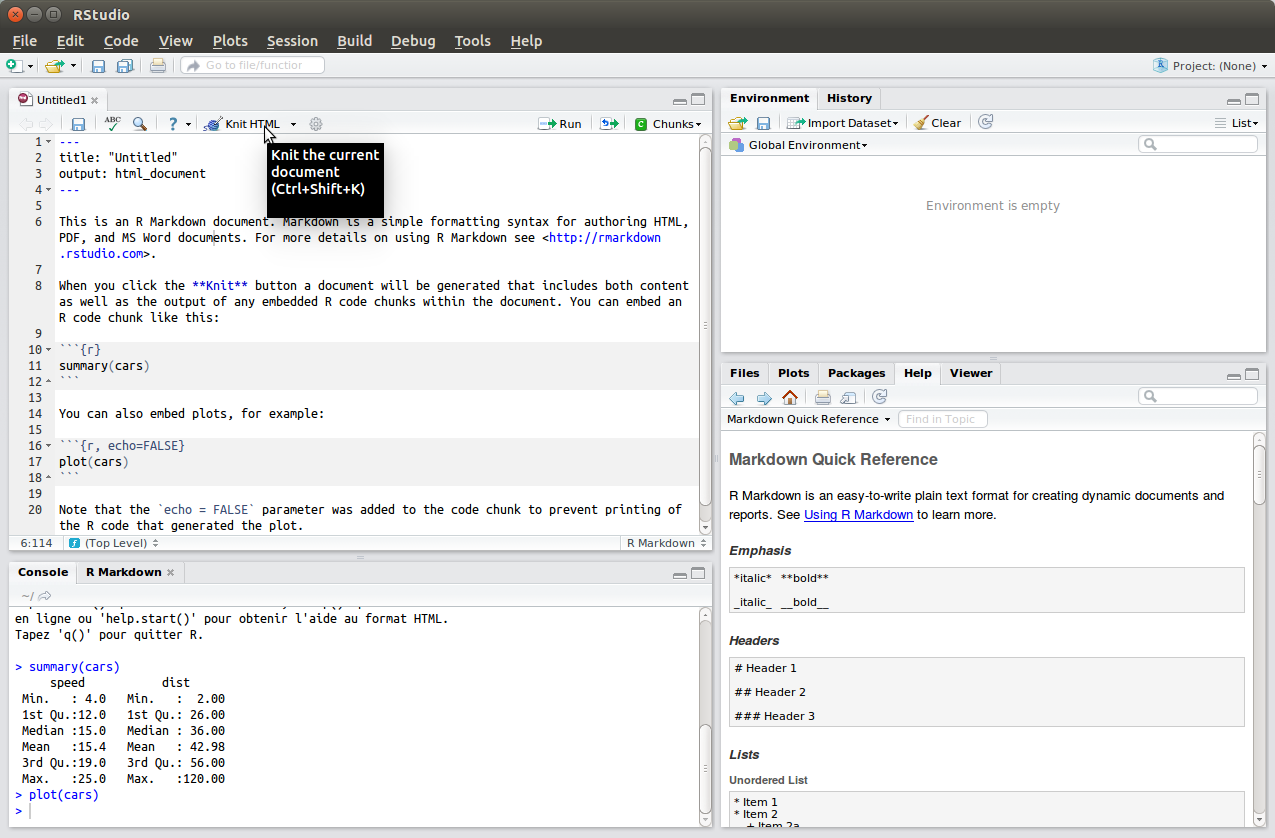 RStudio
File Edit Code View Plots Session Build Debug Tools Help
Go to file/function
Project: (None)
Untitled1
ABC
Knit HTML
Run
Chunks
1 ---
2 title: "Untitled"
3 output: html_document
4 ---
5
6 This is an R Markdown document. Markdown is a simple formatting syntax for authoring HTML,
PDF, and MS Word documents. For more details on using R Markdown see <http://rmarkdown
.rstudio.com>.
7
8 When you click the **Knit** button a document will be generated that includes both content
as well as the output of any embedded R code chunks within the document. You can embed an
R code chunk like this:
9
10 ```{r}
11 summary(cars)
12 ```
13
14 You can also embed plots, for example:
15
16 ```{r, echo=FALSE}
17 plot(cars)
18 ```
19
20 Note that the `echo = FALSE` parameter was added to the code chunk to prevent printing of
the R code that generated the plot.
Knit the current
document
(Ctrl+Shift+K)
6:114 (Top Level) R Markdown
Console R Markdown
~/
en ligne ou 'help.start()' pour obtenir l'aide au format HTML.
Tapez 'q()' pour quitter R.
> summary(cars)
speed dist
Min. : 4.0 Min. : 2.00
1st Qu.:12.0 1st Qu.: 26.00
Median :15.0 Median : 36.00
Mean :15.4 Mean : 42.98
3rd Qu.:19.0 3rd Qu.: 56.00
Max. :25.0 Max. :120.00
> plot(cars)
>
Environment History
Import Dataset Clear List
Global Environment
Environment is empty
Files Plots Packages Help Viewer
Markdown Quick Reference Find in Topic
Markdown Quick Reference
R Markdown is an easy-to-write plain text format for creating dynamic documents and
reports. See Using R Markdown to learn more.
Emphasis
*italic* **bold**
_italic_ __bold__
Headers
# Header 1
## Header 2
### Header 3
Lists
Unordered List
* Item 1
* Item 2
+ Item 2a